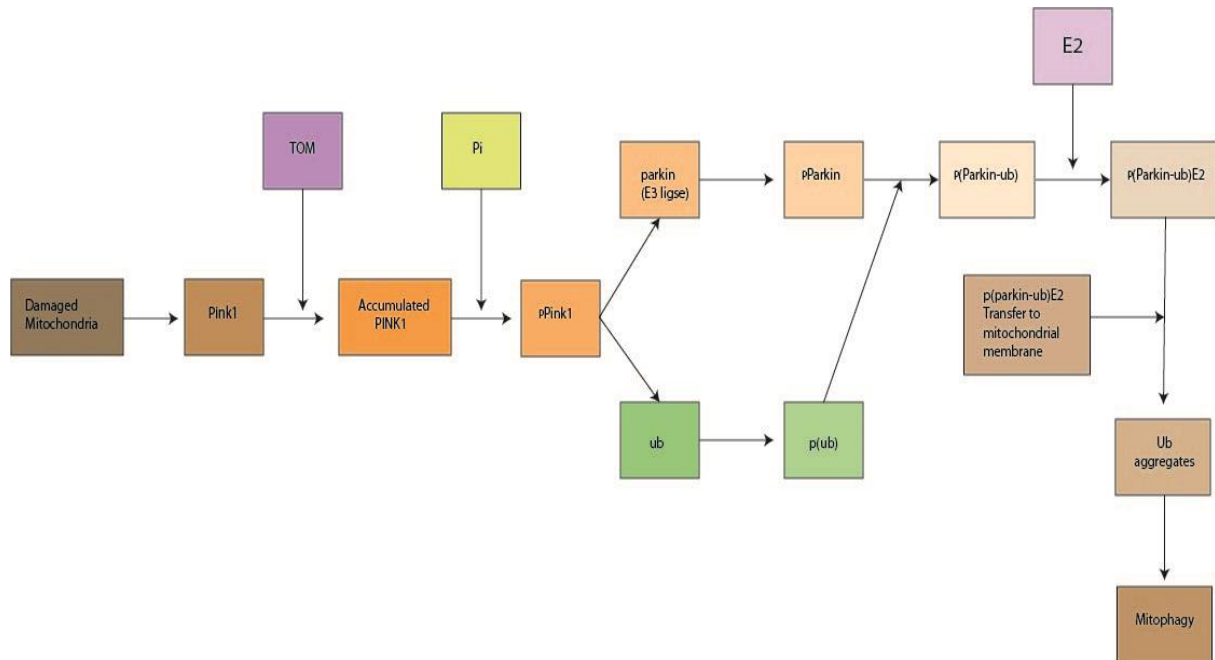 E2
TOM
Pi
parkin
(E3 ligse)
pParkin
p(Parkin-ub)
p(Parkin-ub)E2
Damaged
Mitochondria
Pink1
Accumulated
PINK1
pPink1
p(parkin-ub)E2
Transfer to
mitochondrial
membrane
ub
p(ub)
Ub
aggregates
Mitophagy